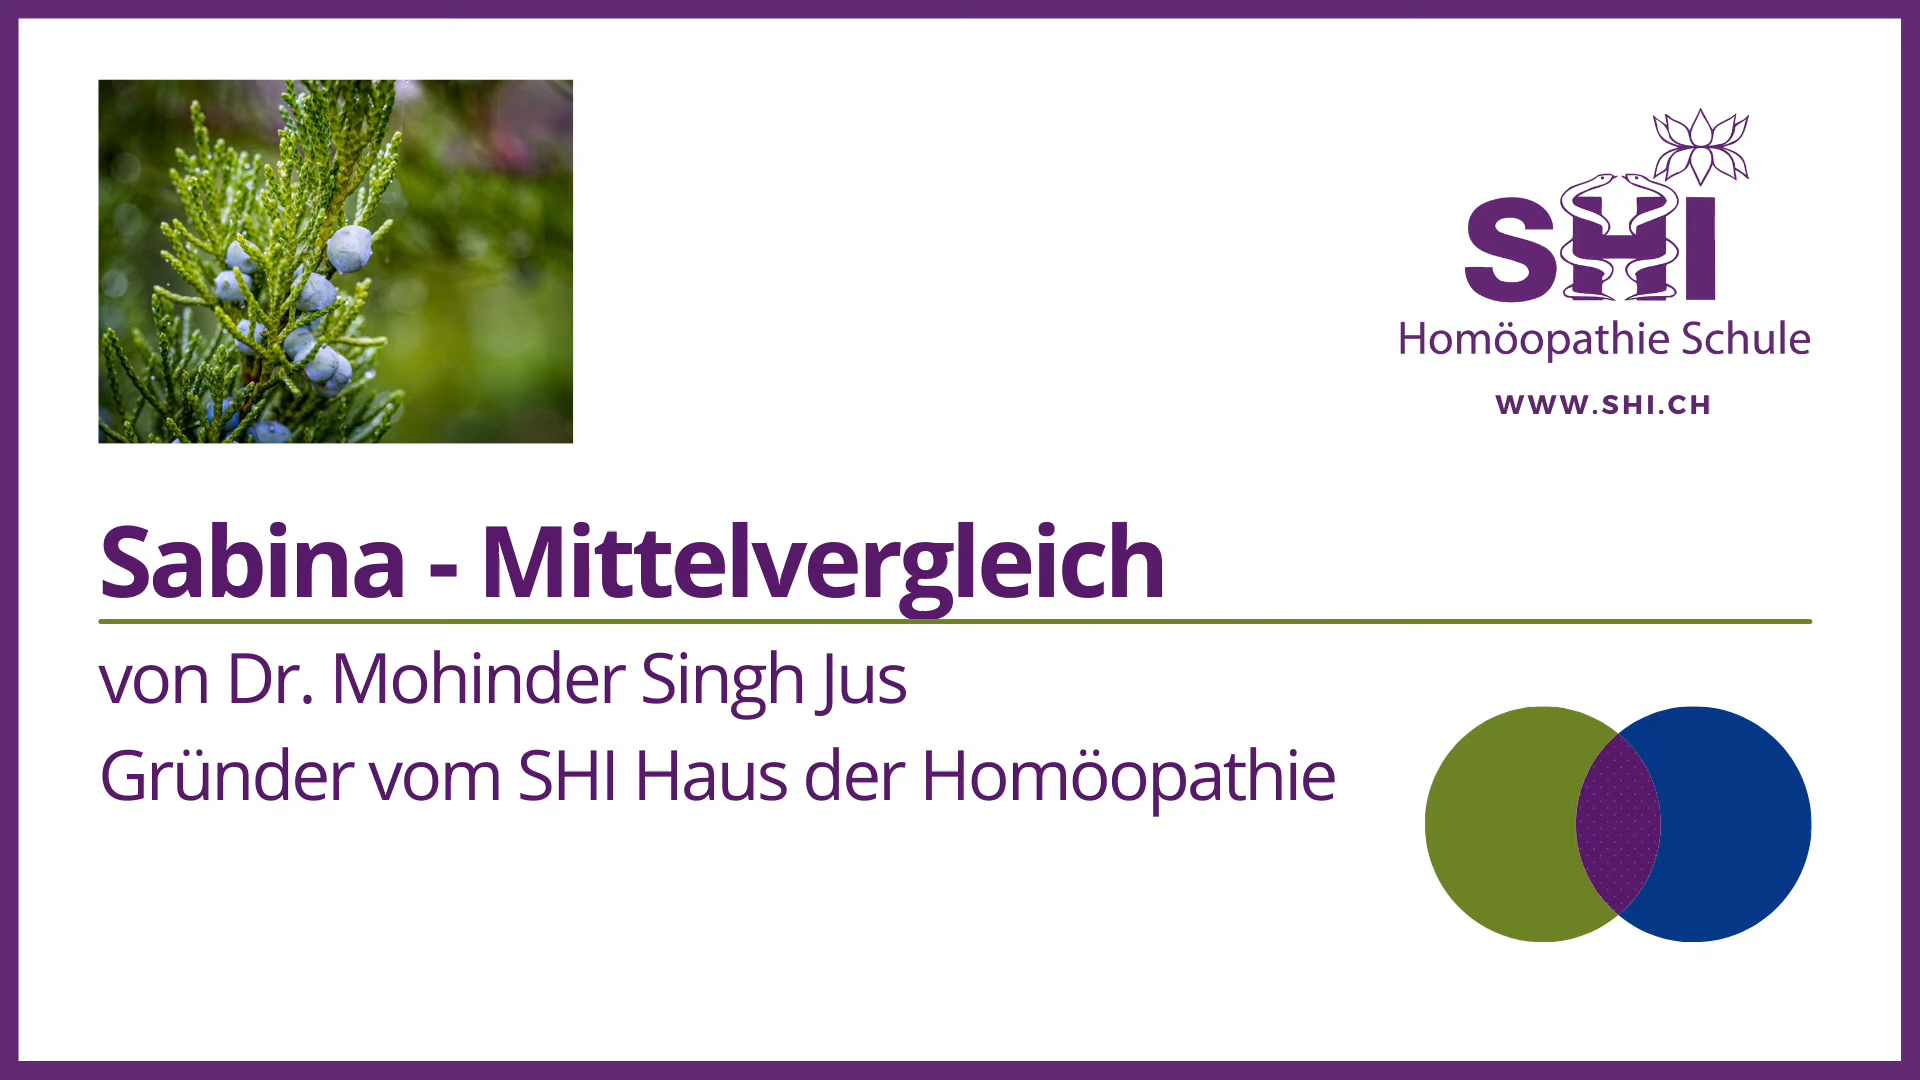 SHI
Homöopathie Schule
WWW.SHI.CH
Sabina - Mittelvergleich
von Dr. Mohinder Singh Jus
Gründer vom SHI Haus der Homöopathie